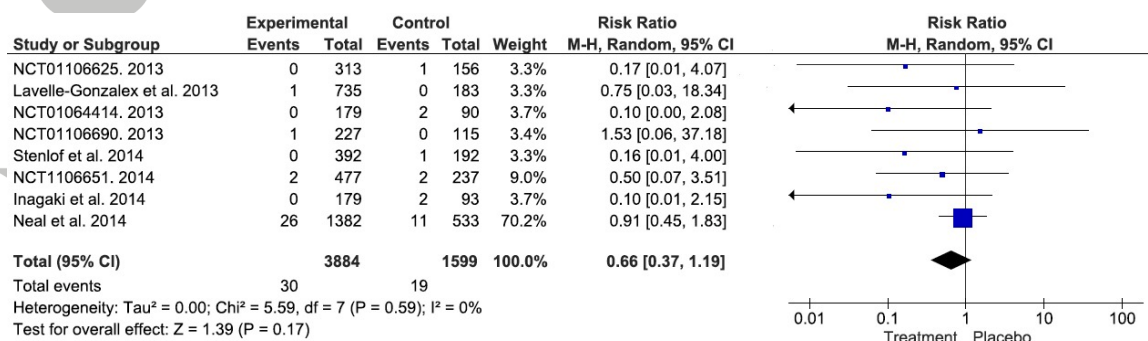 Experimental Control Risk Ratio Risk Ratio
Study or Subgroup Events Total Events Total Weight M-H, Random, 95% CI M-H, Random, 95% CI
NCT01106625. 2013 0 313 1 156 3.3% 0.17 [0.01, 4.07]
Lavelle-Gonzalex et al. 2013 1 735 0 183 3.3% 0.75 [0.03, 18.34]
NCT01064414. 2013 0 179 2 90 3.7% 0.10 [0.00, 2.08]
NCT01106690. 2013 1 227 0 115 3.4% 1.53 [0.06, 37.18]
Stenlof et al. 2014 0 392 1 192 3.3% 0.16 [0.01, 4.00]
NCT1106651. 2014 2 477 2 237 9.0% 0.50 [0.07, 3.51]
Inagaki et al. 2014 0 179 2 93 3.7% 0.10 [0.01, 2.15]
Neal et al. 2014 26 1382 11 533 70.2% 0.91 [0.45, 1.83]
Total (95% CI) 3884 1599 100.0% 0.66 [0.37, 1.19]
Total events 30 19
Heterogeneity: Tau² = 0.00; Chi² = 5.59, df = 7 (P = 0.59); I² = 0%
Test for overall effect: Z = 1.39 (P = 0.17)
0.01 0.1 1 10 100
Treatment Placebo